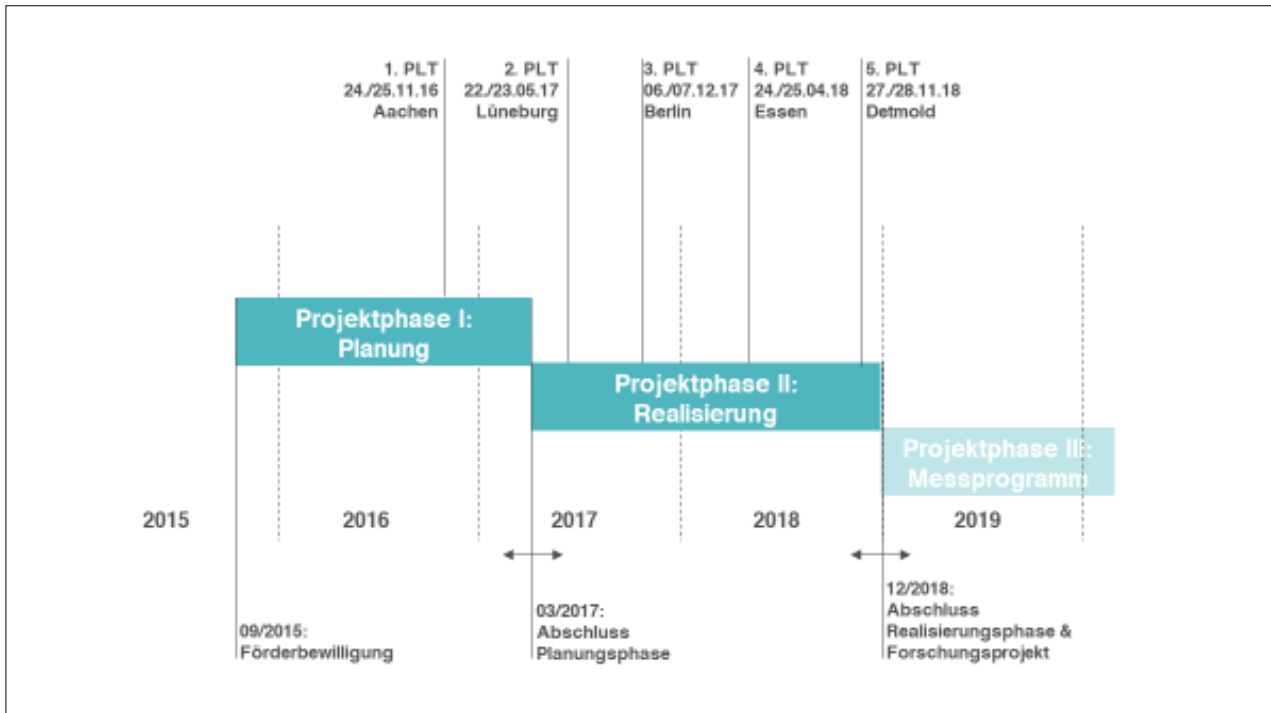 1. PLT
24./25.11.16
Aachen
2. PLT
22./23.05.17
Lüneburg
3. PLT
06./07.12.17
Berlin
4. PLT
24./25.04.18
Essen
5. PLT
27./28.11.18
Detmold
Projektphase I:
Planung
Projektphase II:
Realisierung
Projektphase III:
Messprogramm
2015
2016
2017
2018
2019
09/2015:
Förderbewilligung
03/2017:
Abschluss
Planungsphase
12/2018:
Abschluss
Realisierungsphase &
Forschungsprojekt